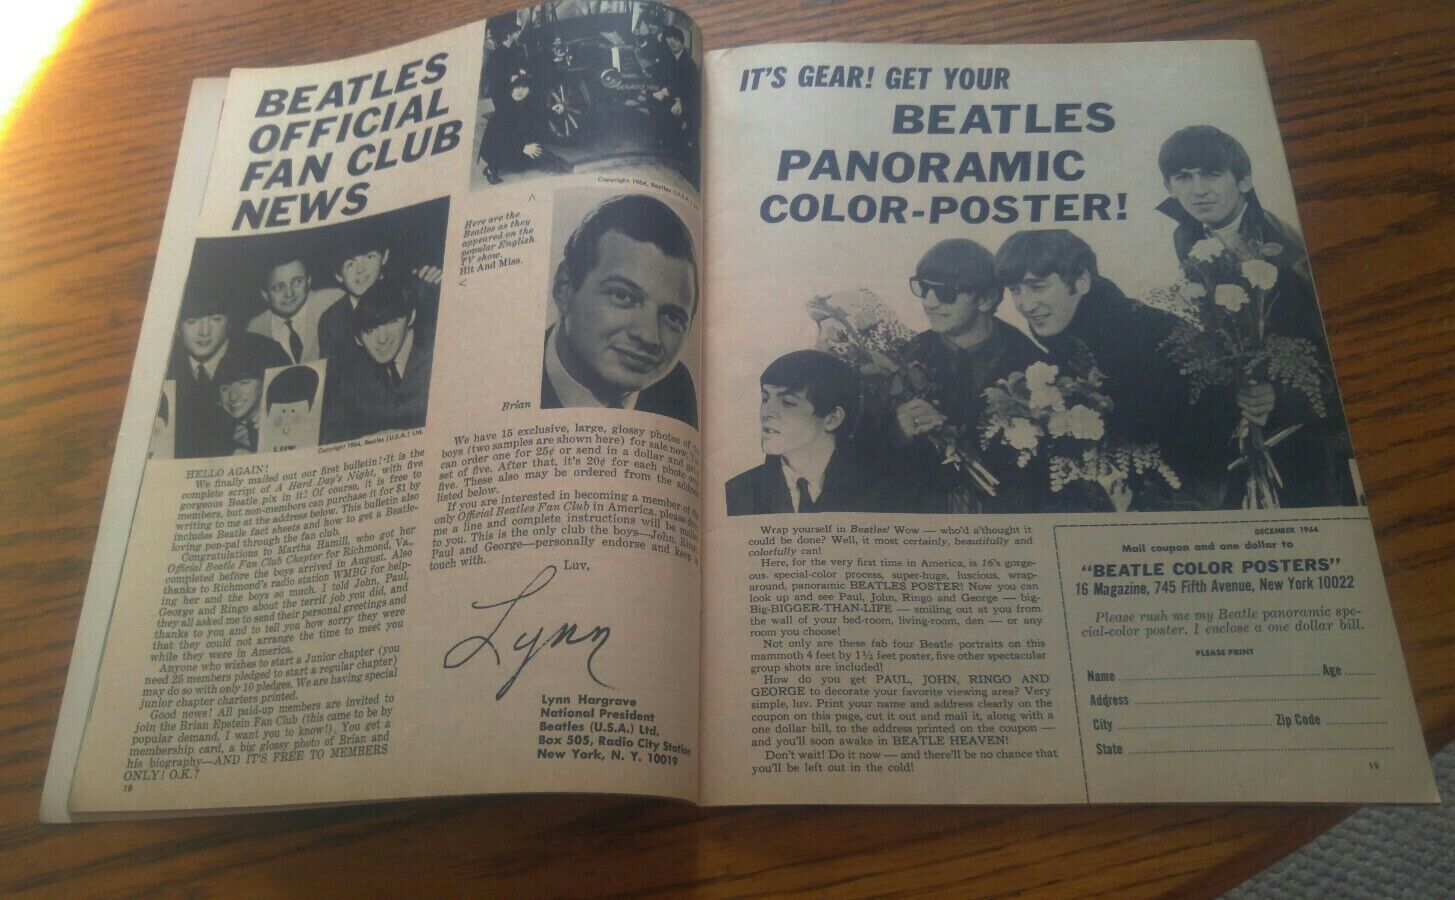 BEATLES
OFFICIAL
FAN CLUB
NEWS
RENAULT 1909
Copyright 1964, Beatles (U.S.A.)
Here are the
Beatles as they
appeared on the
popular English
TV show,
Hit And Miss.
Copyright 1964, Beatles (U.S.A.) Ltd.
Brian
HELLO AGAIN!
We finally mailed out our first bulletin! It is the
complete script of A Hard Day's Night, with five
gorgeous Beatle pix in it! Of course, it is free to
members, but non-members can purchase it for $1 by
writing to me at the address below. This bulletin also
includes Beatle fact sheets and how to get a Beatle-
loving pen-pal through the fan club.
Congratulations to Martha Hamill, who got her
Official Beatle Fan Club Chapter for Richmond, Va.,
completed before the boys arrived in August. Also
thanks to Richmond's radio station WMBG for help-
ing her and the boys so much. I told John, Paul,
George and Ringo about the terrif job you did, and
they all asked me to send their personal greetings and
thanks to you and to tell you how sorry they were
that they could not arrange the time to meet you
while they were in America.
Anyone who wishes to start a Junior chapter (you
need 25 members pledged to start a regular chapter)
may do so with only 10 pledges. We are having special
junior chapter charters printed.
Good news! All paid-up members are invited to
join the Brian Epstein Fan Club (this came to be by
popular demand, I want you to know!). You get a
membership card, a big glossy photo of Brian and
his biography—AND IT'S FREE TO MEMBERS
ONLY! O.K.?
18
We have 15 exclusive, large, glossy photos of
boys (two samples are shown here) for sale now.
can order one for 25¢ or send in a dollar and
set of five. After that, it's 20¢ for each photo
five. These also may be ordered from the address
listed below.
If you are interested in becoming a member of
only Official Beatles Fan Club in America, please
me a line and complete instructions will be
to you. This is the only club the boys—John, Ringo,
Paul and George—personally endorse and keep in
touch with.
Luv,
Lynn
Lynn Hargrave
National President
Beatles (U.S.A.) Ltd.
Box 505, Radio City Station
New York, N. Y. 10019
IT'S GEAR! GET YOUR
BEATLES
PANORAMIC
COLOR-POSTER!
Wrap yourself in Beatles! Wow — who'd a'thought it
could be done? Well, it most certainly, beautifully and
colorfully can!
Here, for the very first time in America, is 16's gorge-
ous. special-color process, super-huge, luscious, wrap-
around, panoramic BEATLES POSTER! Now you can
look up and see Paul, John, Ringo and George — big-
Big-BIGGER-THAN-LIFE — smiling out at you from
the wall of your bed-room, living-room, den — or any
room you choose!
Not only are these fab four Beatle portraits on this
mammoth 4 feet by 1½ feet poster, five other spectacular
group shots are included!
How do you get PAUL, JOHN, RINGO AND
GEORGE to decorate your favorite viewing area? Very
simple, luv. Print your name and address clearly on the
coupon on this page, cut it out and mail it, along with a
one dollar bill, to the address printed on the coupon —
and you'll soon awake in BEATLE HEAVEN!
Don't wait! Do it now — and there'll be no chance that
you'll be left out in the cold!
DECEMBER 1964
Mail coupon and one dollar to
"BEATLE COLOR POSTERS"
16 Magazine, 745 Fifth Avenue, New York 10022
Please rush me my Beatle panoramic spe-
cial-color poster. I enclose a one dollar bill.
PLEASE PRINT
Name Age
Address
City Zip Code
State
19